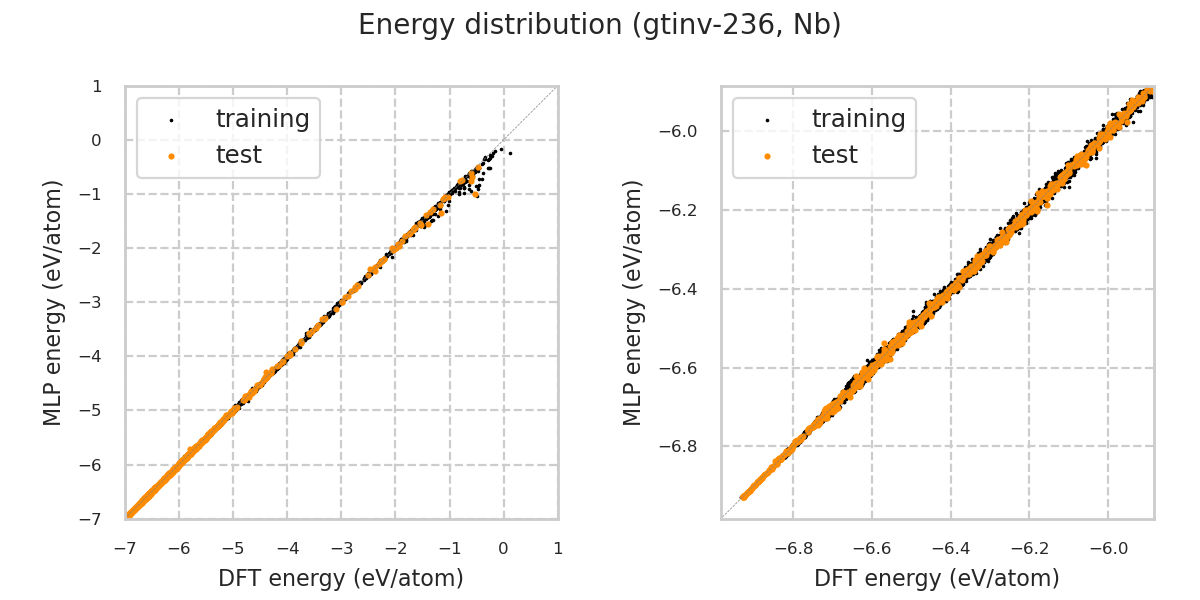 Energy distribution (gtinv-236, Nb)
training
test
1
0
−1
−2
−3
−4
−5
−6
−7
MLP energy (eV/atom)
−7 −6 −5 −4 −3 −2 −1 0 1
DFT energy (eV/atom)
training
test
−6.0
−6.2
−6.4
−6.6
−6.8
MLP energy (eV/atom)
−6.8 −6.6 −6.4 −6.2 −6.0
DFT energy (eV/atom)